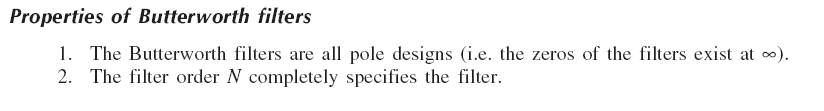 Properties of Butterworth filters
1. The Butterworth filters are all pole designs (i.e. the zeros of the filters exist at ∞).
2. The filter order N completely specifies the filter.